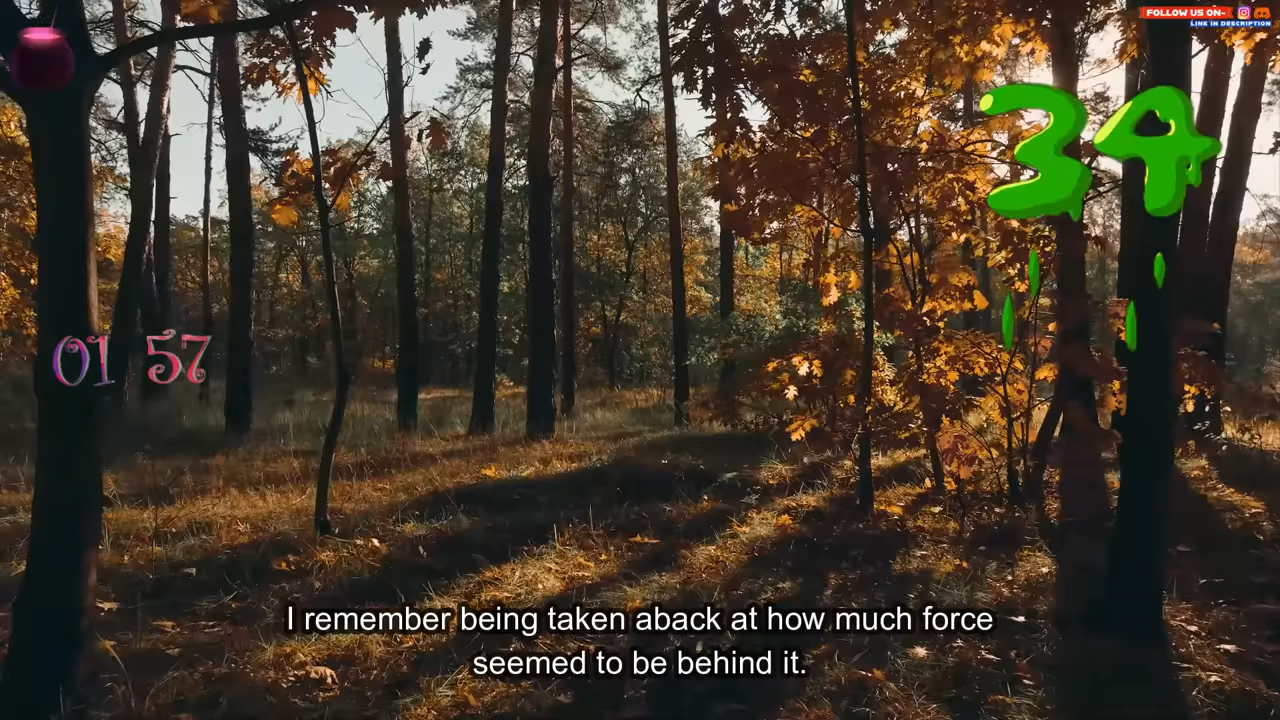 FOLLOW US ON-
LINK IN DESCRIPTION
34
01 57
I remember being taken aback at how much force
seemed to be behind it.